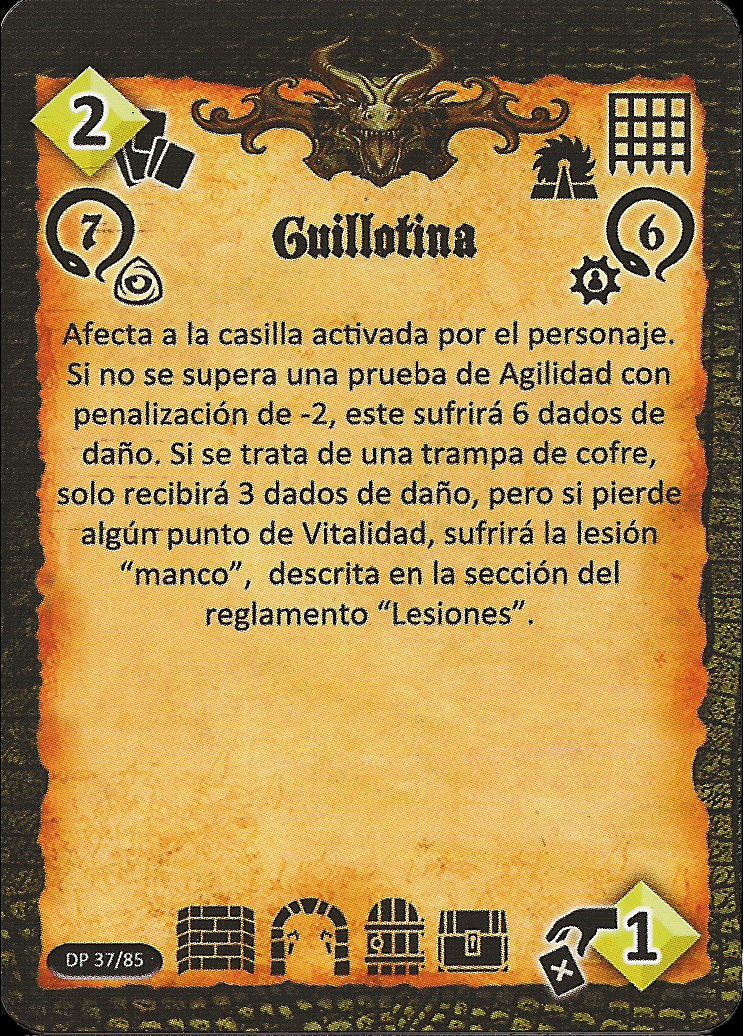 2
7
Guillotina
6
Afecta a la casilla activada por el personaje.
Si no se supera una prueba de Agilidad con
penalización de -2, este sufrirá 6 dados de
daño. Si se trata de una trampa de cofre,
solo recibirá 3 dados de daño, pero si pierde
algún punto de Vitalidad, sufrirá la lesión
“manco”,  descrita en la sección del
reglamento “Lesiones”.
DP 37/85
1